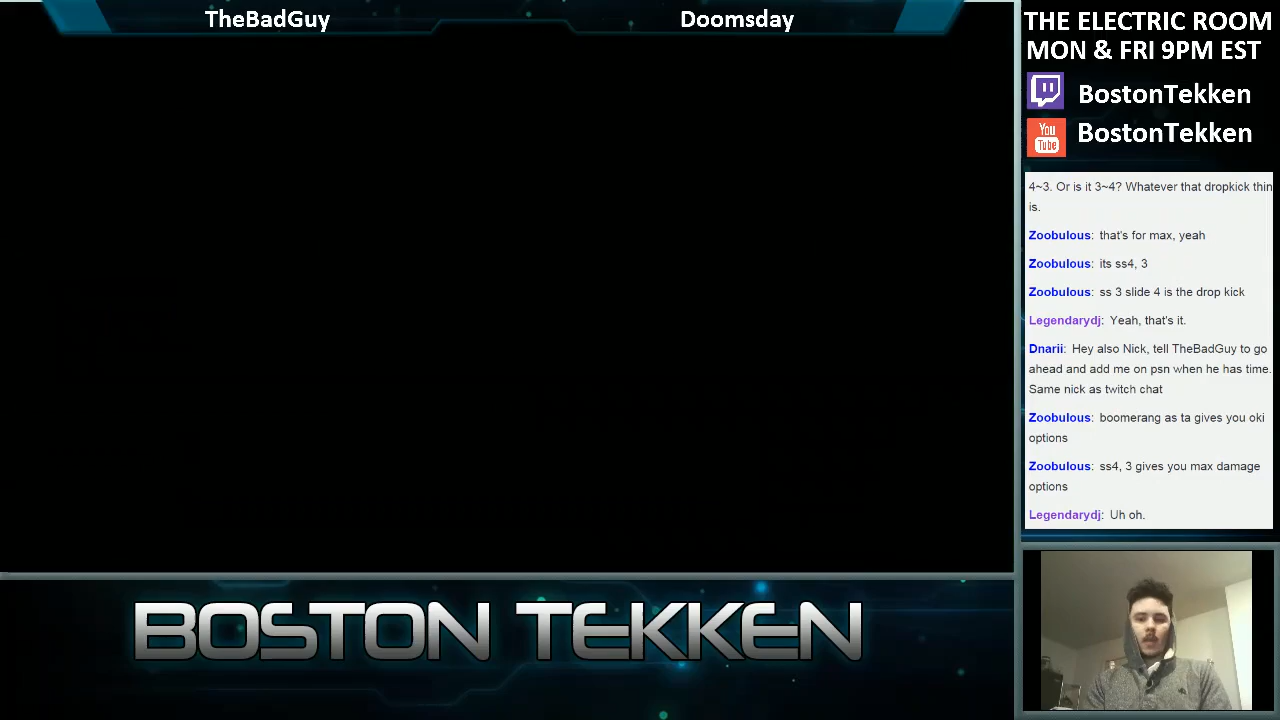 TheBadGuy
Doomsday
THE ELECTRIC ROOM
MON & FRI 9PM EST
BostonTekken
You
Tube
BostonTekken
4~3. Or is it 3~4? Whatever that dropkick thin
is.
Zoobulous: that's for max, yeah
Zoobulous: its ss4, 3
Zoobulous: ss 3 slide 4 is the drop kick
Legendarydj: Yeah, that's it.
Dnarii: Hey also Nick, tell TheBadGuy to go
ahead and add me on psn when he has time.
Same nick as twitch chat
Zoobulous: boomerang as ta gives you oki
options
Zoobulous: ss4, 3 gives you max damage
options
Legendarydj: Uh oh.
BOSTON TEKKEN